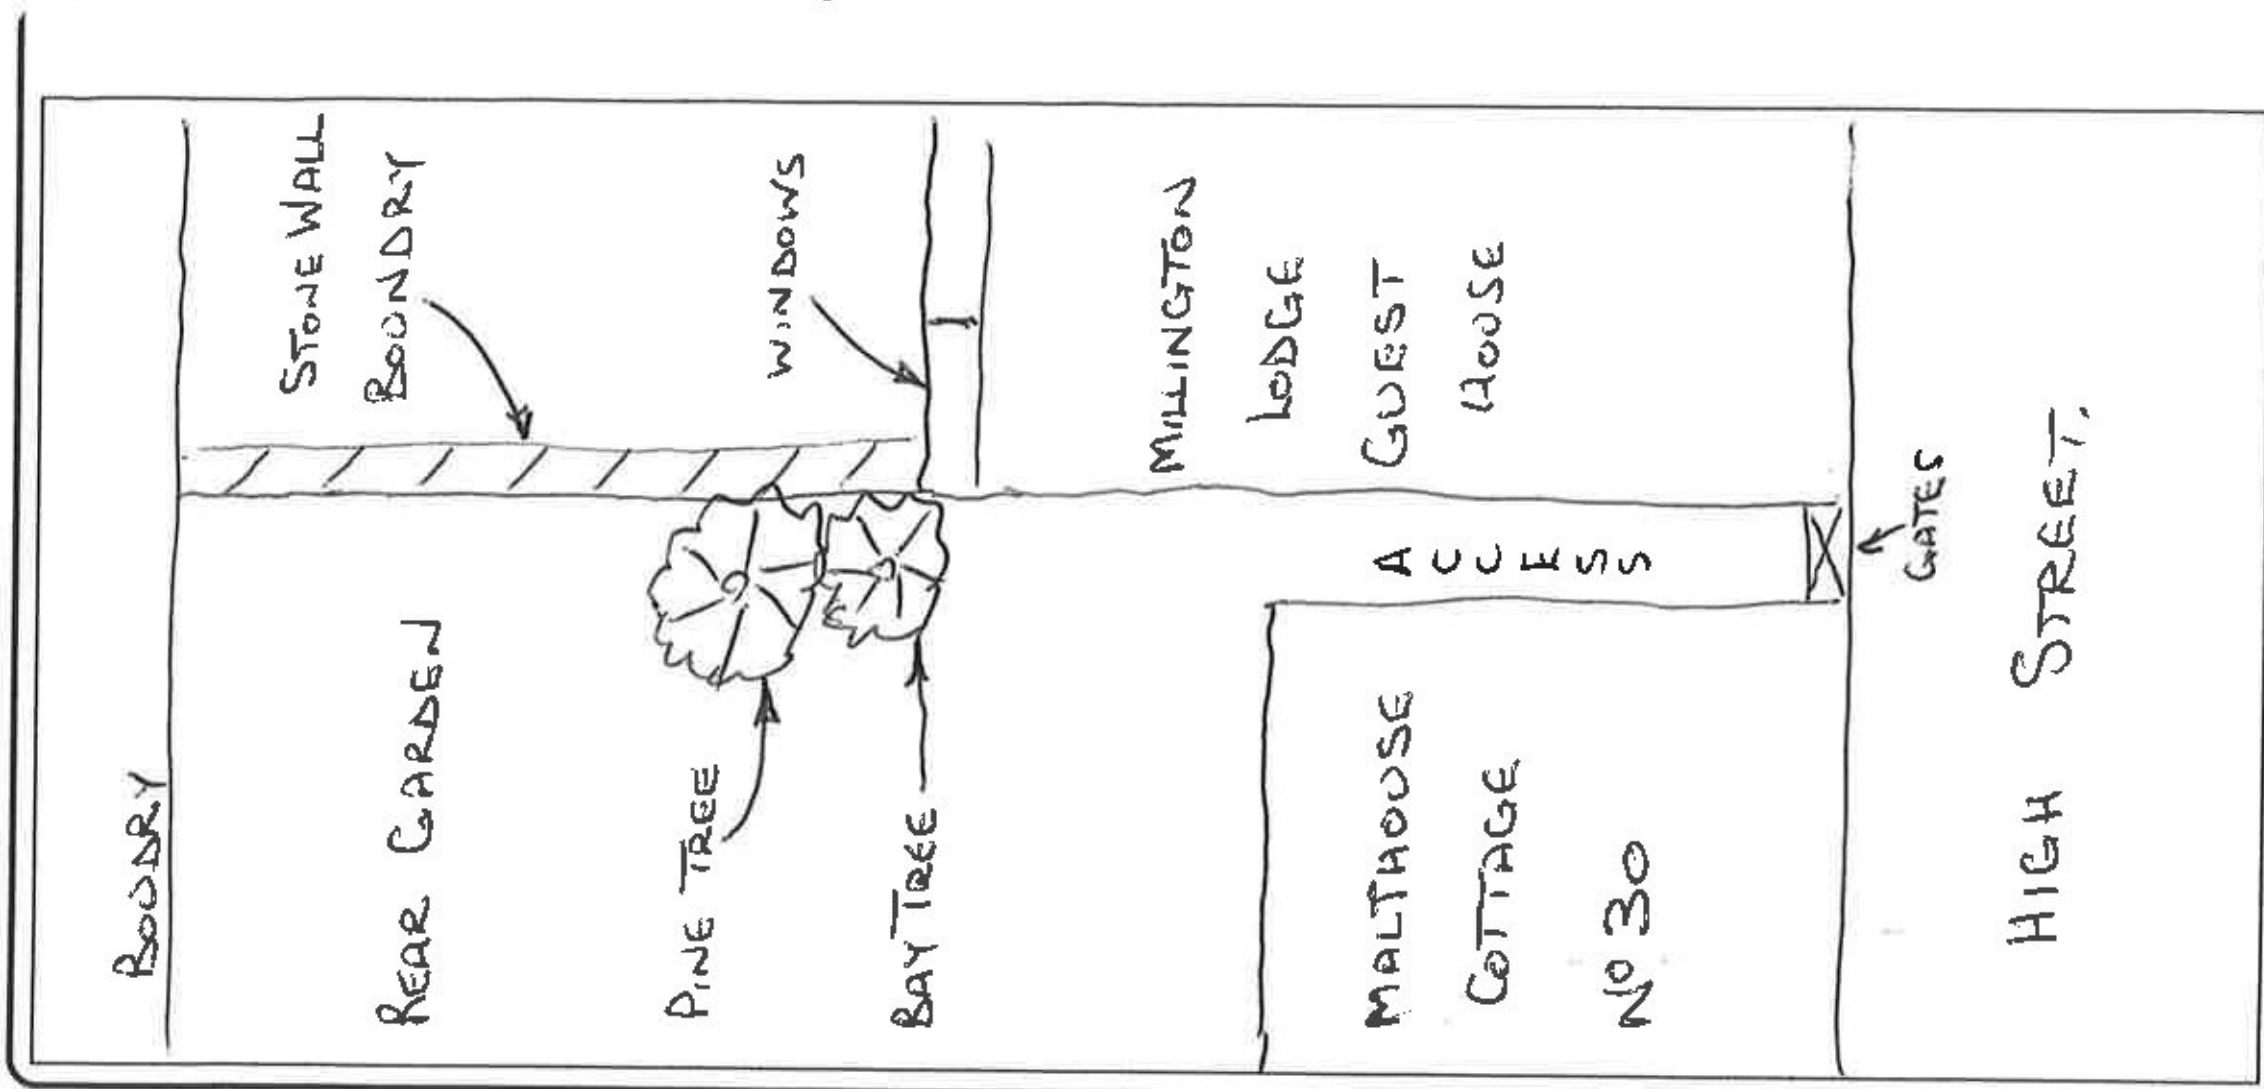 BOUDRY
STONE WALL
BOUNDRY
REAR GARDEN
PINE TREE
WINDOWS
BAY TREE
MILLINGTON
LODGE
GUEST
HOUSE
ACCESS
MALTHOUSE
COTTAGE
No 30
GATES
HIGH STREET.